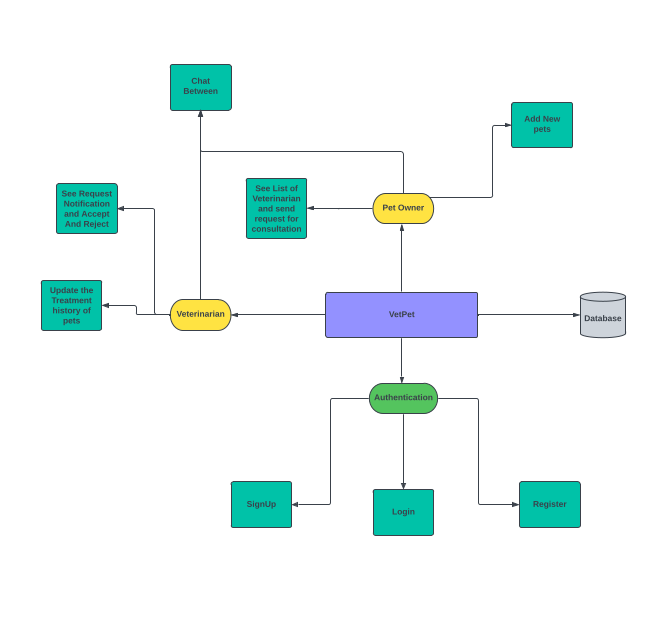 Chat
Between
Add New
pets
See Request
Notification
and Accept
And Reject
See List of
Veterinarian
and send
request for
consultation
Pet Owner
Update the
Treatment
history of
pets
Veterinarian
VetPet
Database
Authentication
SignUp
Login
Register